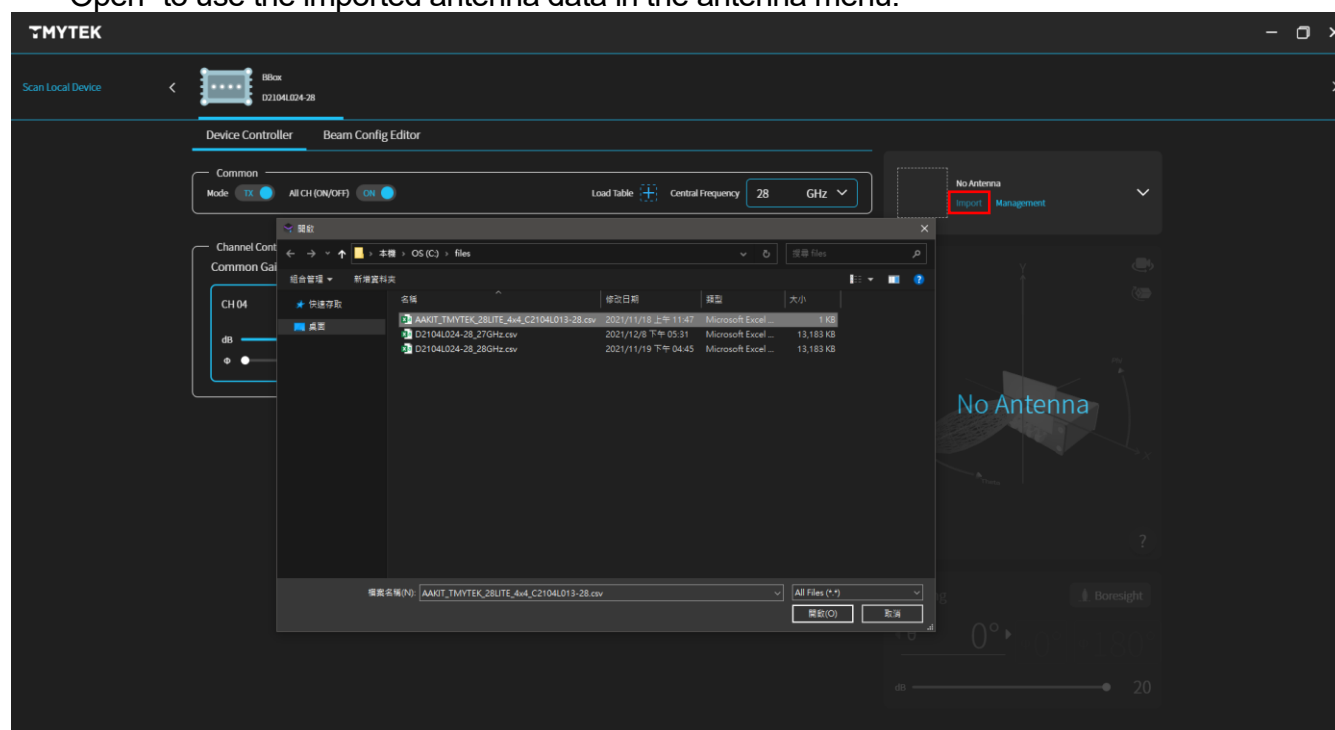 "Open" to use the imported antenna data in the antenna menu.
TMYTEK
Scan Local Device
BBox
D2104L024-28
Device Controller Beam Config Editor
Common
Mode TX All CH (ON/OFF) ON Load Table Central Frequency 28 GHz
No Antenna
Import Management
開啟
Channel Cont
本機 › OS (C:) › files
搜尋 files
Common Gai
組合管理 新增資料夾
名稱 修改日期 類型 大小
CH 04
快速存取
AAKIT_TMYTEK_28LITE_4x4_C2104L013-28.csv 2021/11/18 上午 11:47 Microsoft Excel ... 1 KB
桌面
D2104L024-28_27GHz.csv 2021/12/8 下午 05:31 Microsoft Excel ... 13,183 KB
dB
D2104L024-28_28GHz.csv 2021/11/19 下午 04:45 Microsoft Excel ... 13,183 KB
Φ
Y
No Antenna
X
Theta
?
檔案名稱(N): AAKIT_TMYTEK_28LITE_4x4_C2104L013-28.csv All Files (*.*)
開啟(O) 取消
Boresight
0°
dB 20